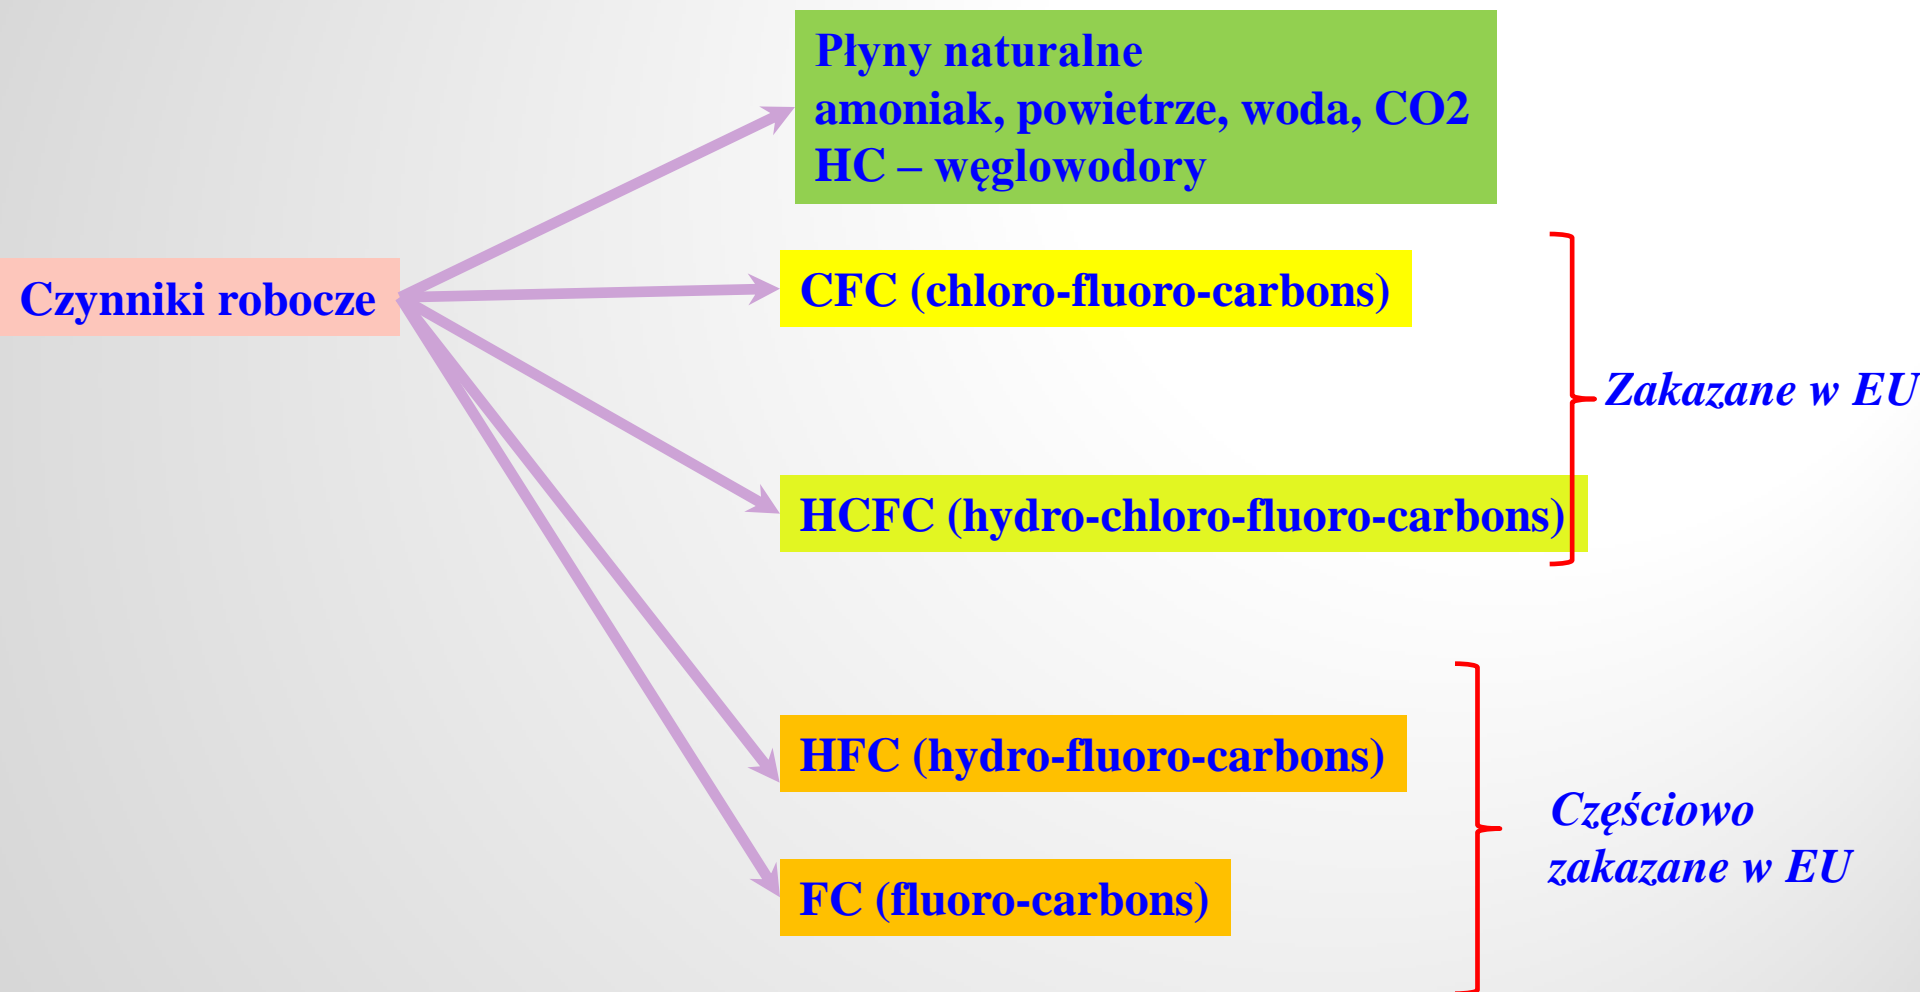 Płyny naturalne
amoniak, powietrze, woda, CO2
HC – węglowodory
Czynniki robocze
CFC (chloro-fluoro-carbons)
Zakazane w EU
HCFC (hydro-chloro-fluoro-carbons)
HFC (hydro-fluoro-carbons)
Częściowo
zakazane w EU
FC (fluoro-carbons)